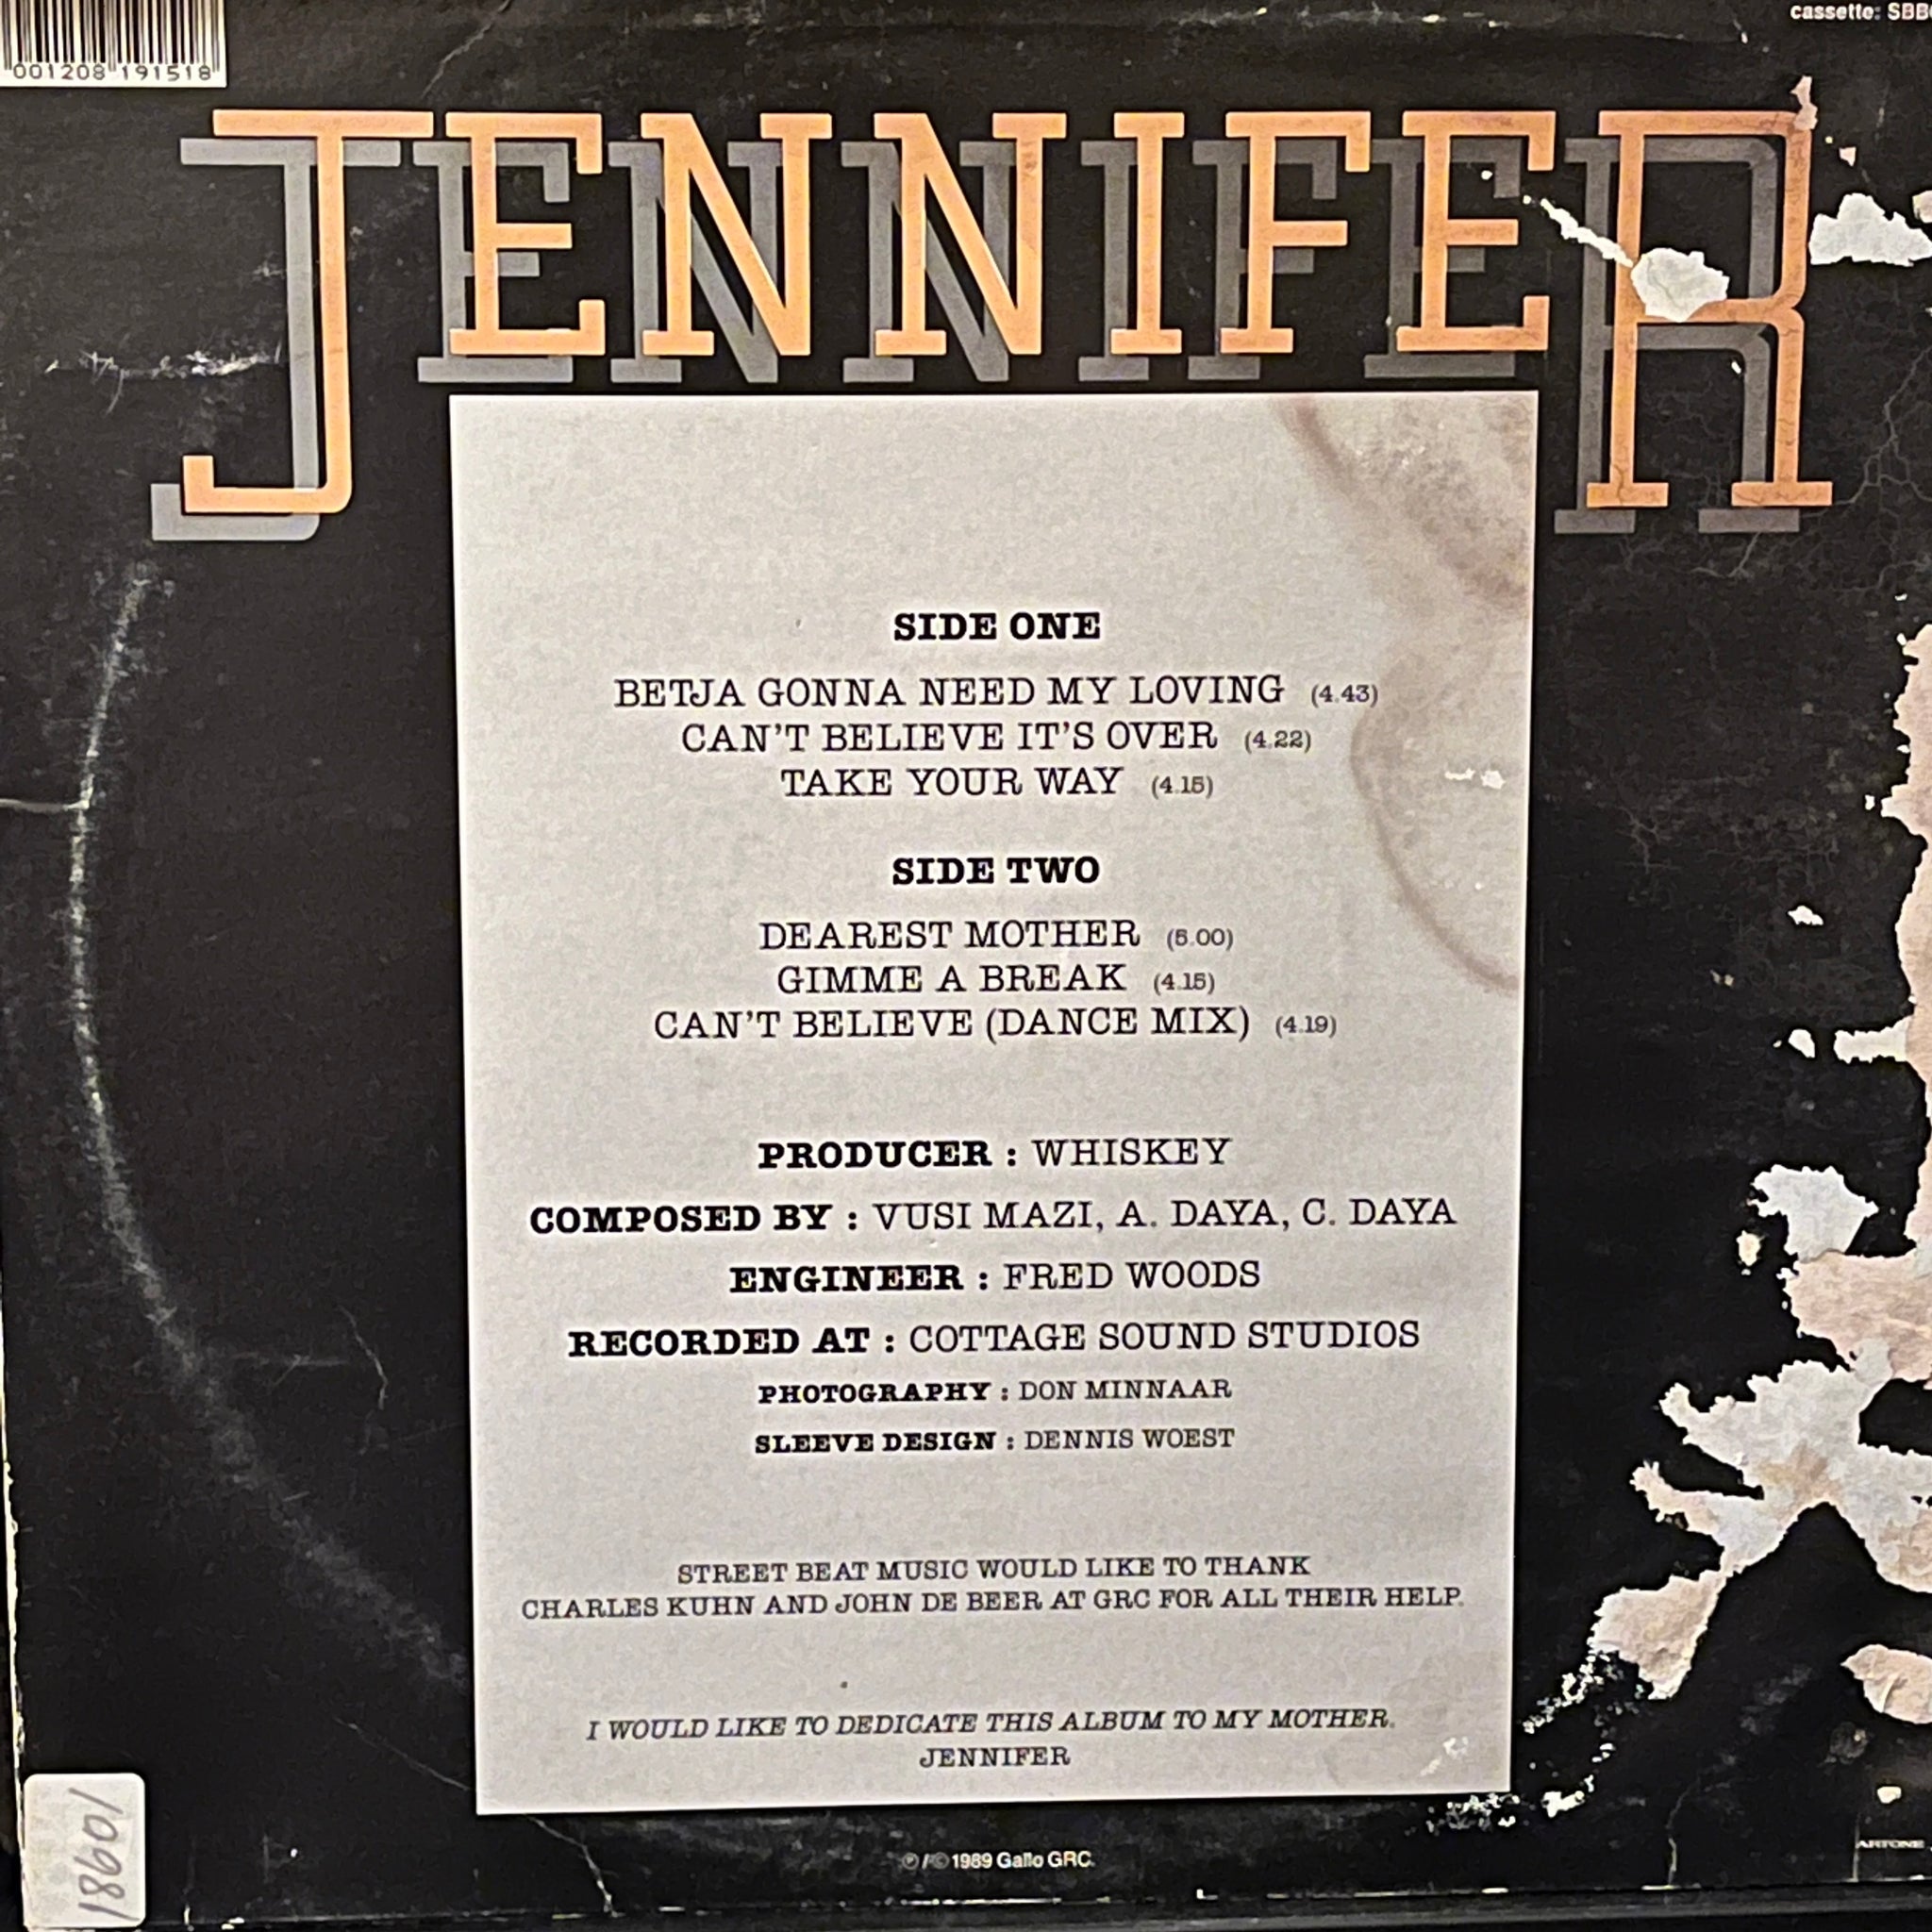 cassette: SBB
001208 191518
JENNIFER
SIDE ONE
BETJA GONNA NEED MY LOVING (4.43)
CAN'T BELIEVE IT'S OVER (4.22)
TAKE YOUR WAY (4.15)
SIDE TWO
DEAREST MOTHER (5.00)
GIMME A BREAK (4.15)
CAN'T BELIEVE (DANCE MIX) (4.19)
PRODUCER : WHISKEY
COMPOSED BY : VUSI MAZI, A. DAYA, C. DAYA
ENGINEER : FRED WOODS
RECORDED AT : COTTAGE SOUND STUDIOS
PHOTOGRAPHY : DON MINNAAR
SLEEVE DESIGN : DENNIS WOEST
STREET BEAT MUSIC WOULD LIKE TO THANK
CHARLES KUHN AND JOHN DE BEER AT GRC FOR ALL THEIR HELP.
I WOULD LIKE TO DEDICATE THIS ALBUM TO MY MOTHER.
JENNIFER
18601
℗/© 1989 Gallo GRC.
ARTONE